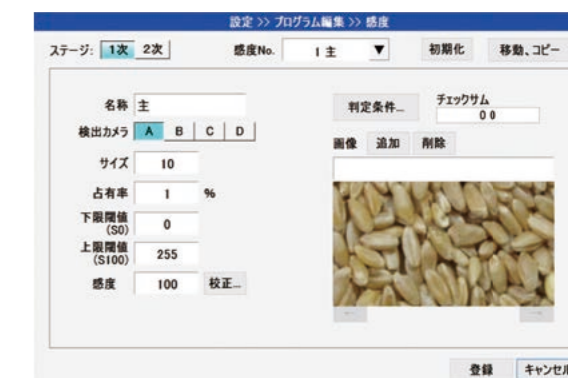 設定 >> プログラム編集 >> 感度
ステージ: 1次 2次 感度No. 1 主 ▼ 初期化 移動、コピー
名称 主
検出カメラ A B C D
サイズ 10
占有率 1 %
下限閾値 (S0) 0
上限閾値 (S100) 255
感度 100 校正...
判定条件... チェックサム
0 0
画像 追加 削除
← →
登録 キャンセル